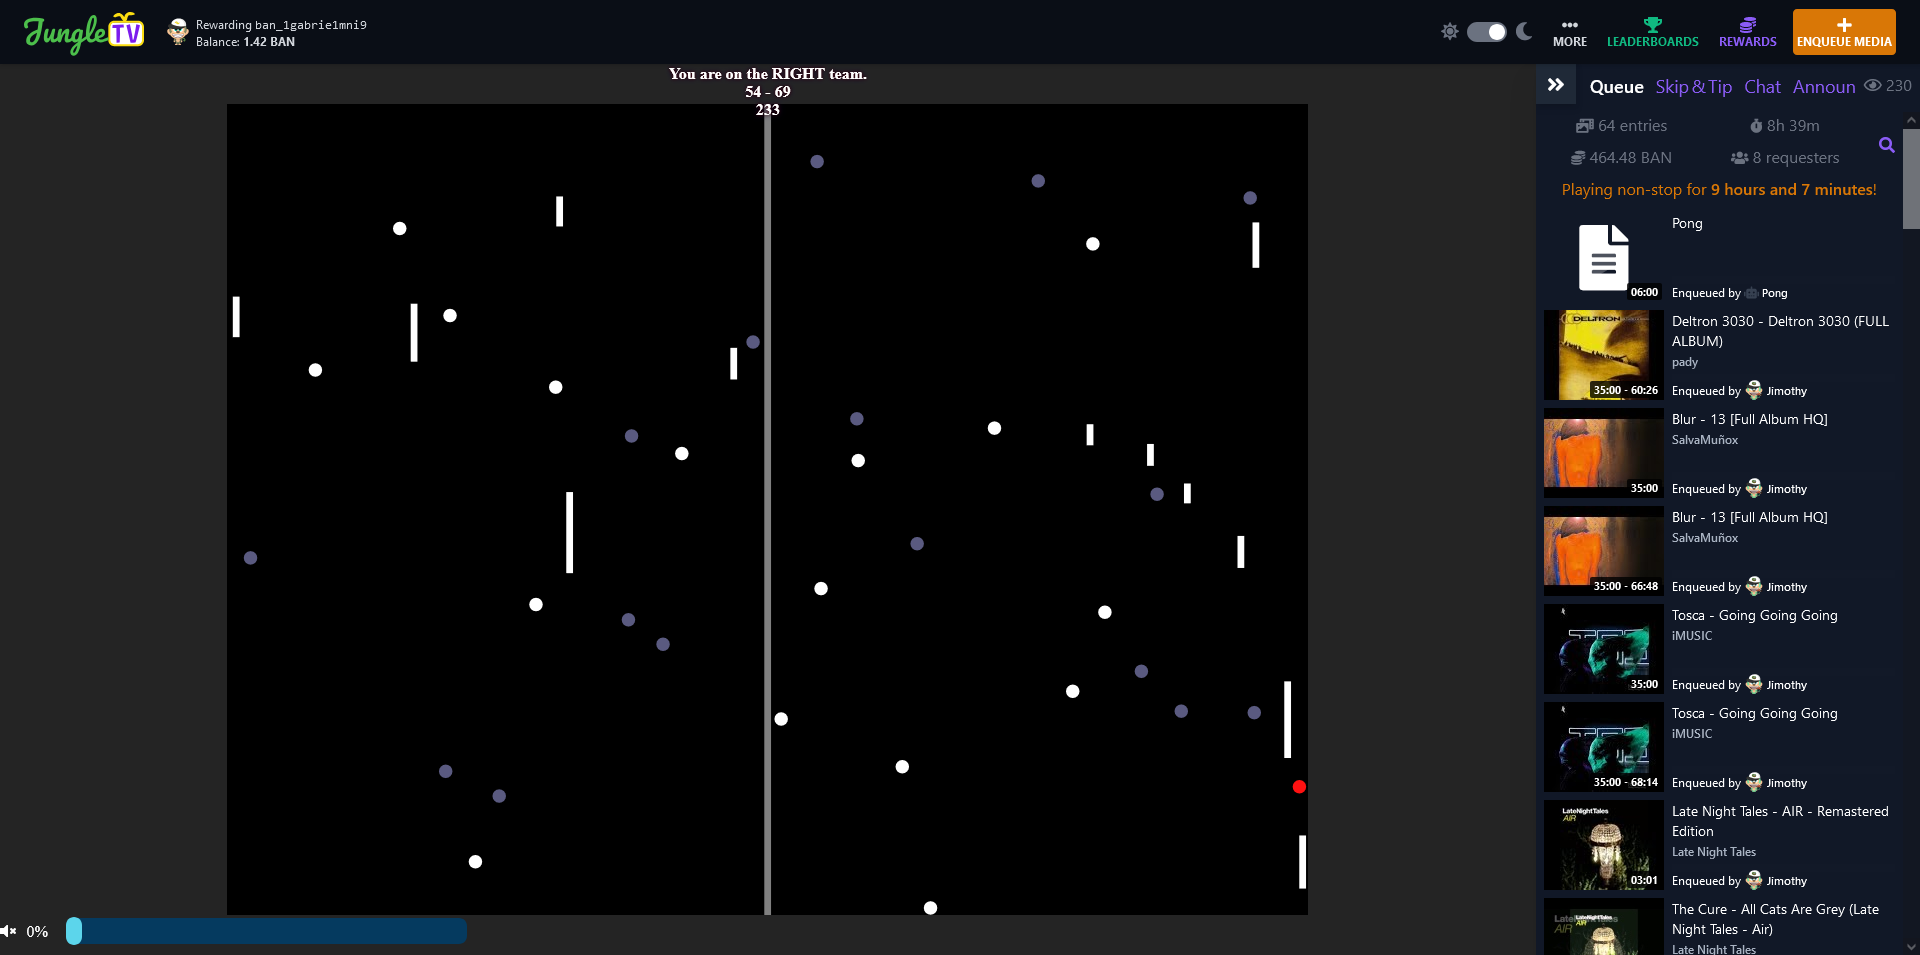 JungleTV
Rewarding ban_1gabrie1mni9
Balance: 1.42 BAN
MORE
LEADERBOARDS
REWARDS
ENQUEUE MEDIA
You are on the RIGHT team.
54 - 69
233
Queue Skip & Tip Chat Announ 230
64 entries
8h 39m
464.48 BAN
8 requesters
Playing non-stop for 9 hours and 7 minutes!
Pong
06:00
Enqueued by Pong
DELTRON
Deltron 3030 - Deltron 3030 (FULL
ALBUM)
pady
35:00 - 60:26
Enqueued by Jimothy
Blur - 13 [Full Album HQ]
SalvaMuñox
35:00
Enqueued by Jimothy
Blur - 13 [Full Album HQ]
SalvaMuñox
35:00 - 66:48
Enqueued by Jimothy
Tosca - Going Going Going
iMUSIC
35:00
Enqueued by Jimothy
Tosca - Going Going Going
iMUSIC
35:00 - 68:14
Enqueued by Jimothy
LateNightTales
AIR
Late Night Tales - AIR - Remastered
Edition
Late Night Tales
03:01
Enqueued by Jimothy
LateNightTales
AIR
The Cure - All Cats Are Grey (Late
Night Tales - Air)
Late Night Tales
0%